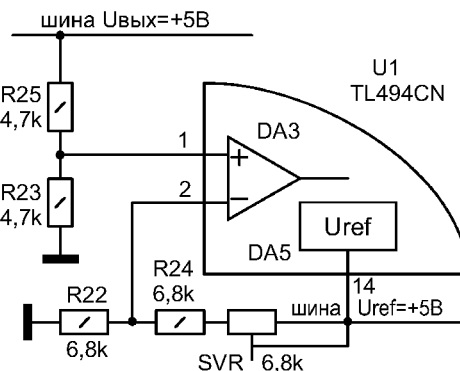 шина Uвых=+5В
U1
TL494CN
R25
4,7k
1
DA3
+
R23
4,7k
2
−
Uref
DA5
R24
6,8k
14
R22
6,8k
шина Uref=+5В
SVR 6.8k